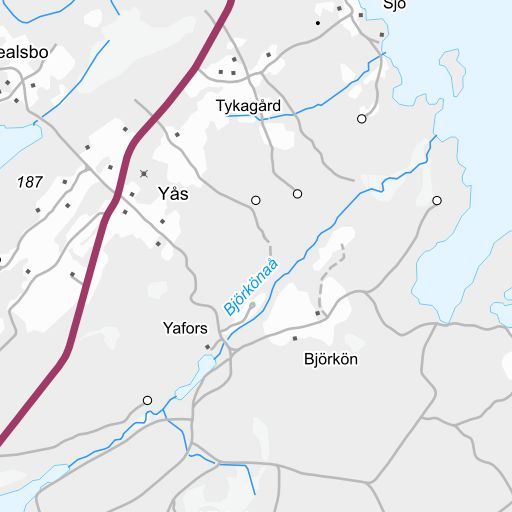 Sjö
ealsbo
Tykagård
187
Yås
Björkönaå
Yafors
Björkön